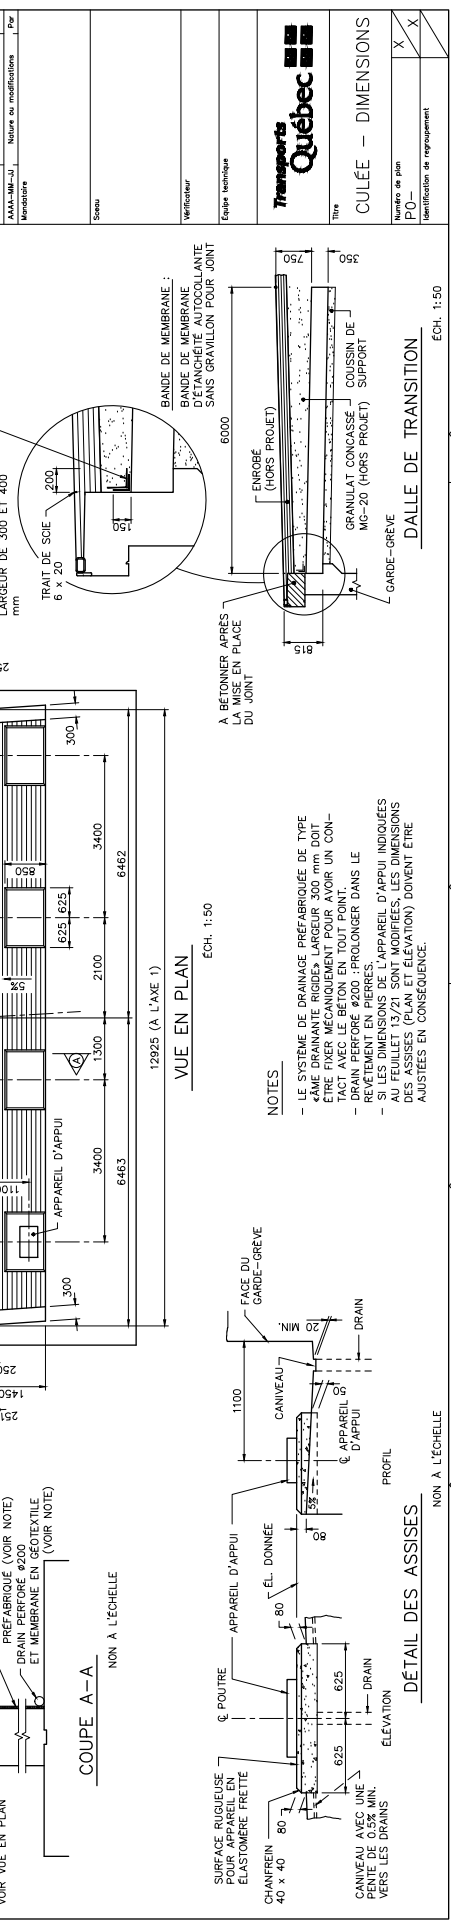 VOIR VUE EN PLAN
PRÉFABRIQUÉ (VOIR NOTE)
DRAIN PERFORÉ ø200
ET MEMBRANE EN GÉOTEXTILE
(VOIR NOTE)
COUPE A-A
NON À L'ÉCHELLE
1450
300
1100
APPAREIL D'APPUI
5%
850
300
3400
1300
2100
625
625
3400
6463
6462
A
12925 (À L'AXE 1)
VUE EN PLAN
ÉCH. 1:50
LARGEUR DE 300 ET 400
mm
TRAIT DE SCIE
6 x 20
200
150
BANDE DE MEMBRANE :
BANDE DE MEMBRANE
D'ÉTANCHÉITÉ AUTOCOLLANTE
SANS GRAVILLON POUR JOINT
À BÉTONNER APRÈS
LA MISE EN PLACE
DU JOINT
6000
ENROBÉ
(HORS PROJET)
815
750
350
GRANULAT CONCASSÉ
MG-20 (HORS PROJET)
COUSSIN DE
SUPPORT
GARDE-GRÈVE
DALLE DE TRANSITION
ÉCH. 1:50
NOTES
- LE SYSTÈME DE DRAINAGE PRÉFABRIQUÉE DE TYPE
«ÂME DRAINANTE RIGIDE» LARGEUR 300 mm DOIT
ÊTRE FIXER MÉCANIQUEMENT POUR AVOIR UN CON-
TACT AVEC LE BÉTON EN TOUT POINT.
- DRAIN PERFORÉ ø200 : PROLONGER DANS LE
REVÊTEMENT EN PIERRES.
- SI LES DIMENSIONS DE L'APPAREIL D'APPUI INDIQUÉES
AU FEUILLET 13/21 SONT MODIFIÉES, LES DIMENSIONS
DES ASSISES (PLAN ET ÉLÉVATION) DOIVENT ÊTRE
AJUSTÉES EN CONSÉQUENCE.
SURFACE RUGUEUSE
POUR APPAREIL EN
ÉLASTOMÈRE FRETTÉ
CHANFREIN
40 x 40
80
℄ POUTRE
APPAREIL D'APPUI
ÉL. DONNÉE
80
625
625
DRAIN
CANIVEAU AVEC UNE
PENTE DE 0.5% MIN.
VERS LES DRAINS
ÉLÉVATION
1100
FACE DU
GARDE-GRÈVE
CANIVEAU
20 MIN.
80
5%
50
℄ APPAREIL
D'APPUI
DRAIN
PROFIL
DÉTAIL DES ASSISES
NON À L'ÉCHELLE
AAAA-MM-JJ
Nature ou modifications
Par
Mandataire
Sceau
Vérificateur
Équipe technique
Transports
Québec
Titre
CULÉE - DIMENSIONS
Numéro de plan
PO-
X
X
Identification de regroupement